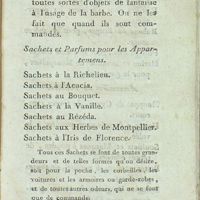 toutes sortes d'objets de fantaisie
à l'usage de la barbe. On ne les
fait que quand ils sont com-
mandés.
Sachets et Parfums pour les Appar-
temens.
Sachets à la Richelieu.
Sachets à l'Acacia.
Sachets au Bouquet.
Sachets à la Vanille.
Sachets au Rézéda.
Sachets aux Herbes de Montpellier.
Sachets à l'Iris de Florence.
Tous ces Sachets se font de toutes gran-
deurs et de telles formes qu'on désire,
soit pour la poche, les corbeilles, les
voitures et les armoires ou garde-robes,
et de toutes autres odeurs, qui ne se font
que de commande.